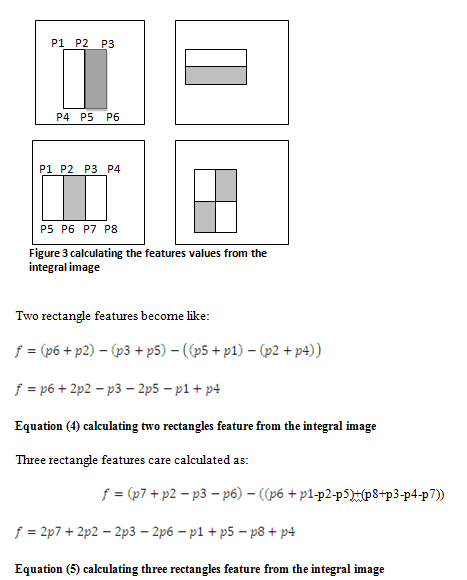 P1 P2 P3
P4 P5 P6
P1 P2 P3 P4
P5 P6 P7 P8
Figure 3 calculating the features values from the
integral image
Two rectangle features become like:
f = (p6 + p2) − (p3 + p5) − ((p5 + p1) − (p2 + p4))
f = p6 + 2p2 − p3 − 2p5 − p1 + p4
Equation (4) calculating two rectangles feature from the integral image
Three rectangle features care calculated as:
f = (p7 + p2 − p3 − p6) − ((p6 + p1-p2-p5)+(p8+p3-p4-p7))
f = 2p7 + 2p2 − 2p3 − 2p6 − p1 + p5 − p8 + p4
Equation (5) calculating three rectangles feature from the integral image